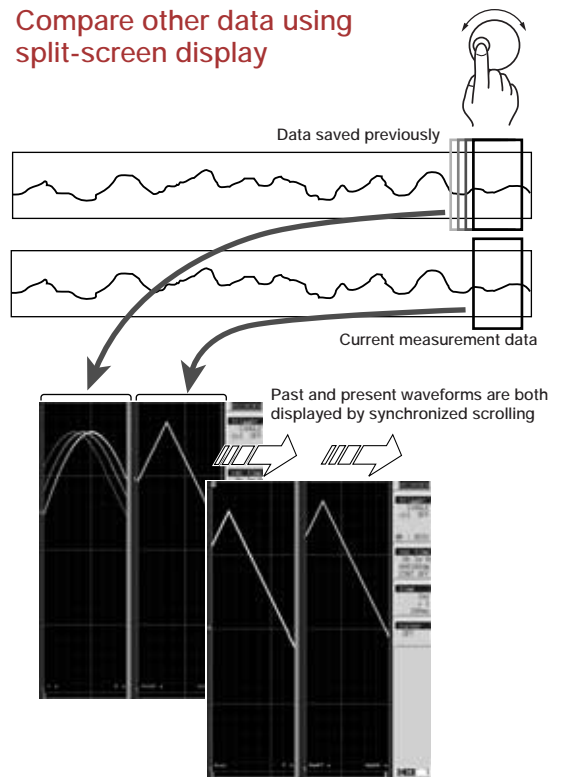 Compare other data using
split-screen display
Data saved previously
Current measurement data
Past and present waveforms are both
displayed by synchronized scrolling